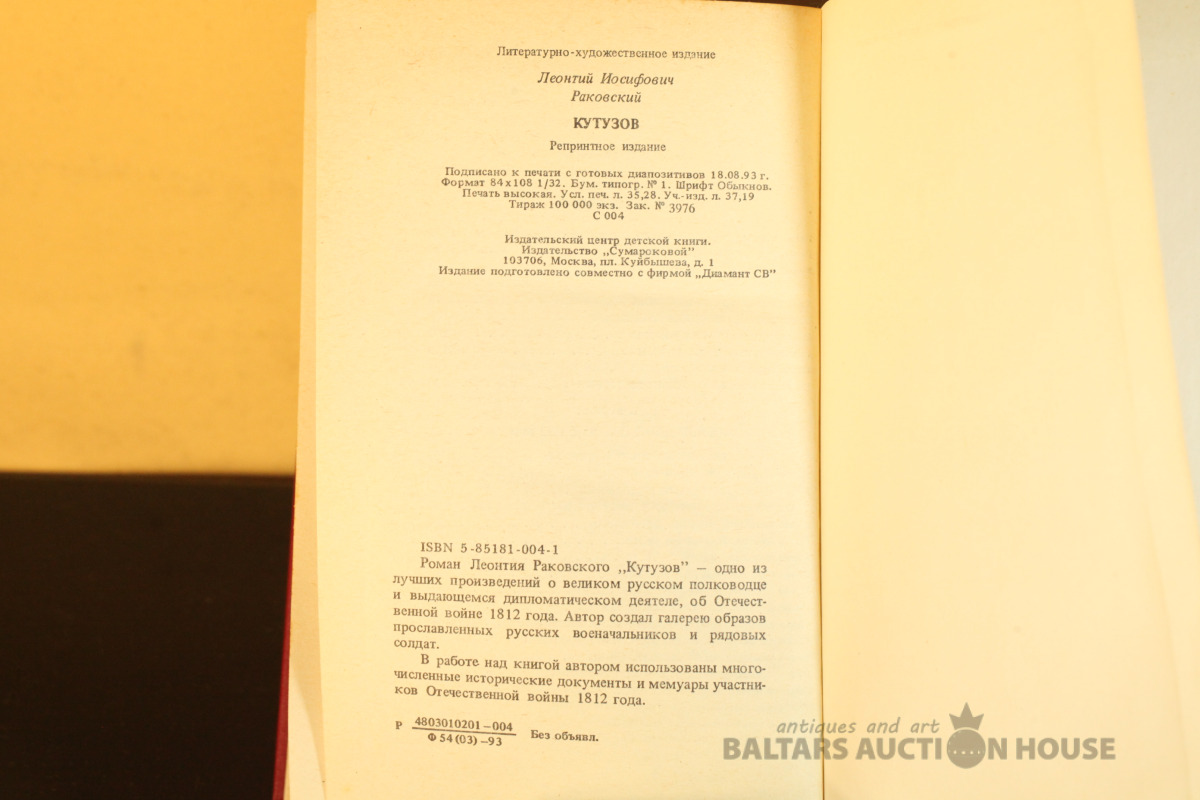 Литературно-художественное издание
Леонтий Иосифович
Раковский
КУТУЗОВ
Репринтное издание
Подписано к печати с готовых диапозитивов 18.08.93 г.
Формат 84х108 1/32. Бум. типогр. № 1. Шрифт Обыкнов.
Печать высокая. Усл. печ. л. 35,28. Уч.-изд. л. 37,19
Тираж 100 000 экз. Зак. № 3976
С 004
Издательский центр детской книги.
Издательство „Сумароковой”
103706, Москва, пл. Куйбышева, д. 1
Издание подготовлено совместно с фирмой „Диамант СВ”
ISBN 5-85181-004-1
Роман Леонтия Раковского „Кутузов” – одно из
лучших произведений о великом русском полководце
и выдающемся дипломатическом деятеле, об Отечест-
венной войне 1812 года. Автор создал галерею образов
прославленных русских военачальников и рядовых
солдат.
В работе над книгой автором использованы много-
численные исторические документы и мемуары участни-
ков Отечественной войны 1812 года.
Р 4803010201–004
Ф 54 (03) –93 Без объявл.
antiques and art
BALTARS AUCTION HOUSE